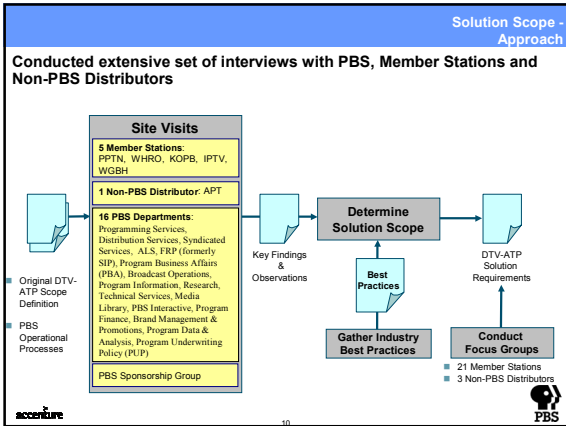 Solution Scope -
Approach
Conducted extensive set of interviews with PBS, Member Stations and
Non-PBS Distributors
Site Visits
5 Member Stations:
PPTN, WHRO, KOPB, IPTV,
WGBH
1 Non-PBS Distributor: APT
16 PBS Departments:
Programming Services,
Distribution Services, Syndicated
Services, ALS, FRP (formerly
SIP), Program Business Affairs
(PBA), Broadcast Operations,
Program Information, Research,
Technical Services, Media
Library, PBS Interactive, Program
Finance, Brand Management &
Promotions, Program Data &
Analysis, Program Underwriting
Policy (PUP)
PBS Sponsorship Group
Original DTV-
ATP Scope
Definition
PBS
Operational
Processes
Key Findings
&
Observations
Determine
Solution Scope
Best
Practices
Gather Industry
Best Practices
DTV-ATP
Solution
Requirements
Conduct
Focus Groups
21 Member Stations
3 Non-PBS Distributors
accenture
10
PBS